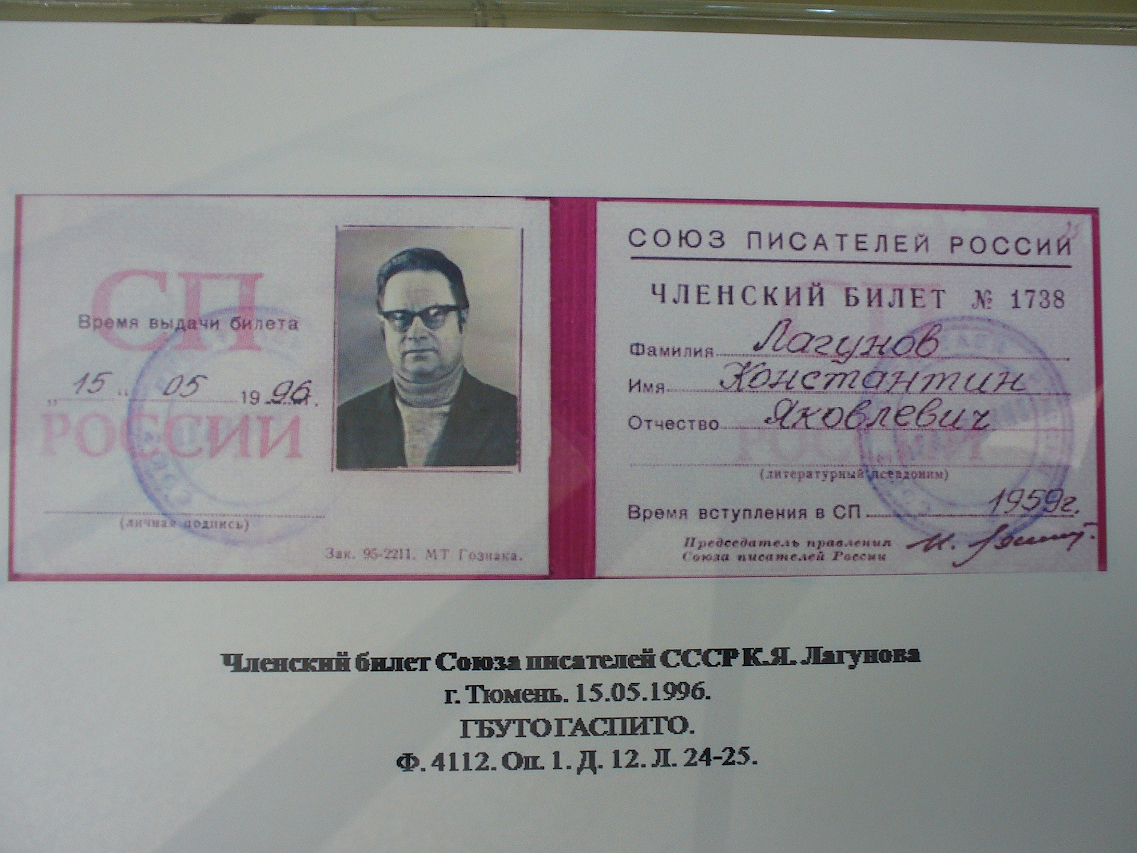 СП
РОССИИ
Время выдачи билета
„ 15 “ 05 1996г.
(личная подпись)
Зак. 95-2211. МТ Гознака.
СОЮЗ ПИСАТЕЛЕЙ РОССИИ
ЧЛЕНСКИЙ БИЛЕТ № 1738
Фамилия Лагунов
Имя Константин
Отчество Яковлевич
(литературный псевдоним)
Время вступления в СП 1959г.
Председатель правления
Союза писателей России
Членский билет Союза писателей СССР К.Я. Лагунова
г. Тюмень. 15.05.1996.
ГБУТО ГАСПИТО.
Ф. 4112. Оп. 1. Д. 12. Л. 24-25.